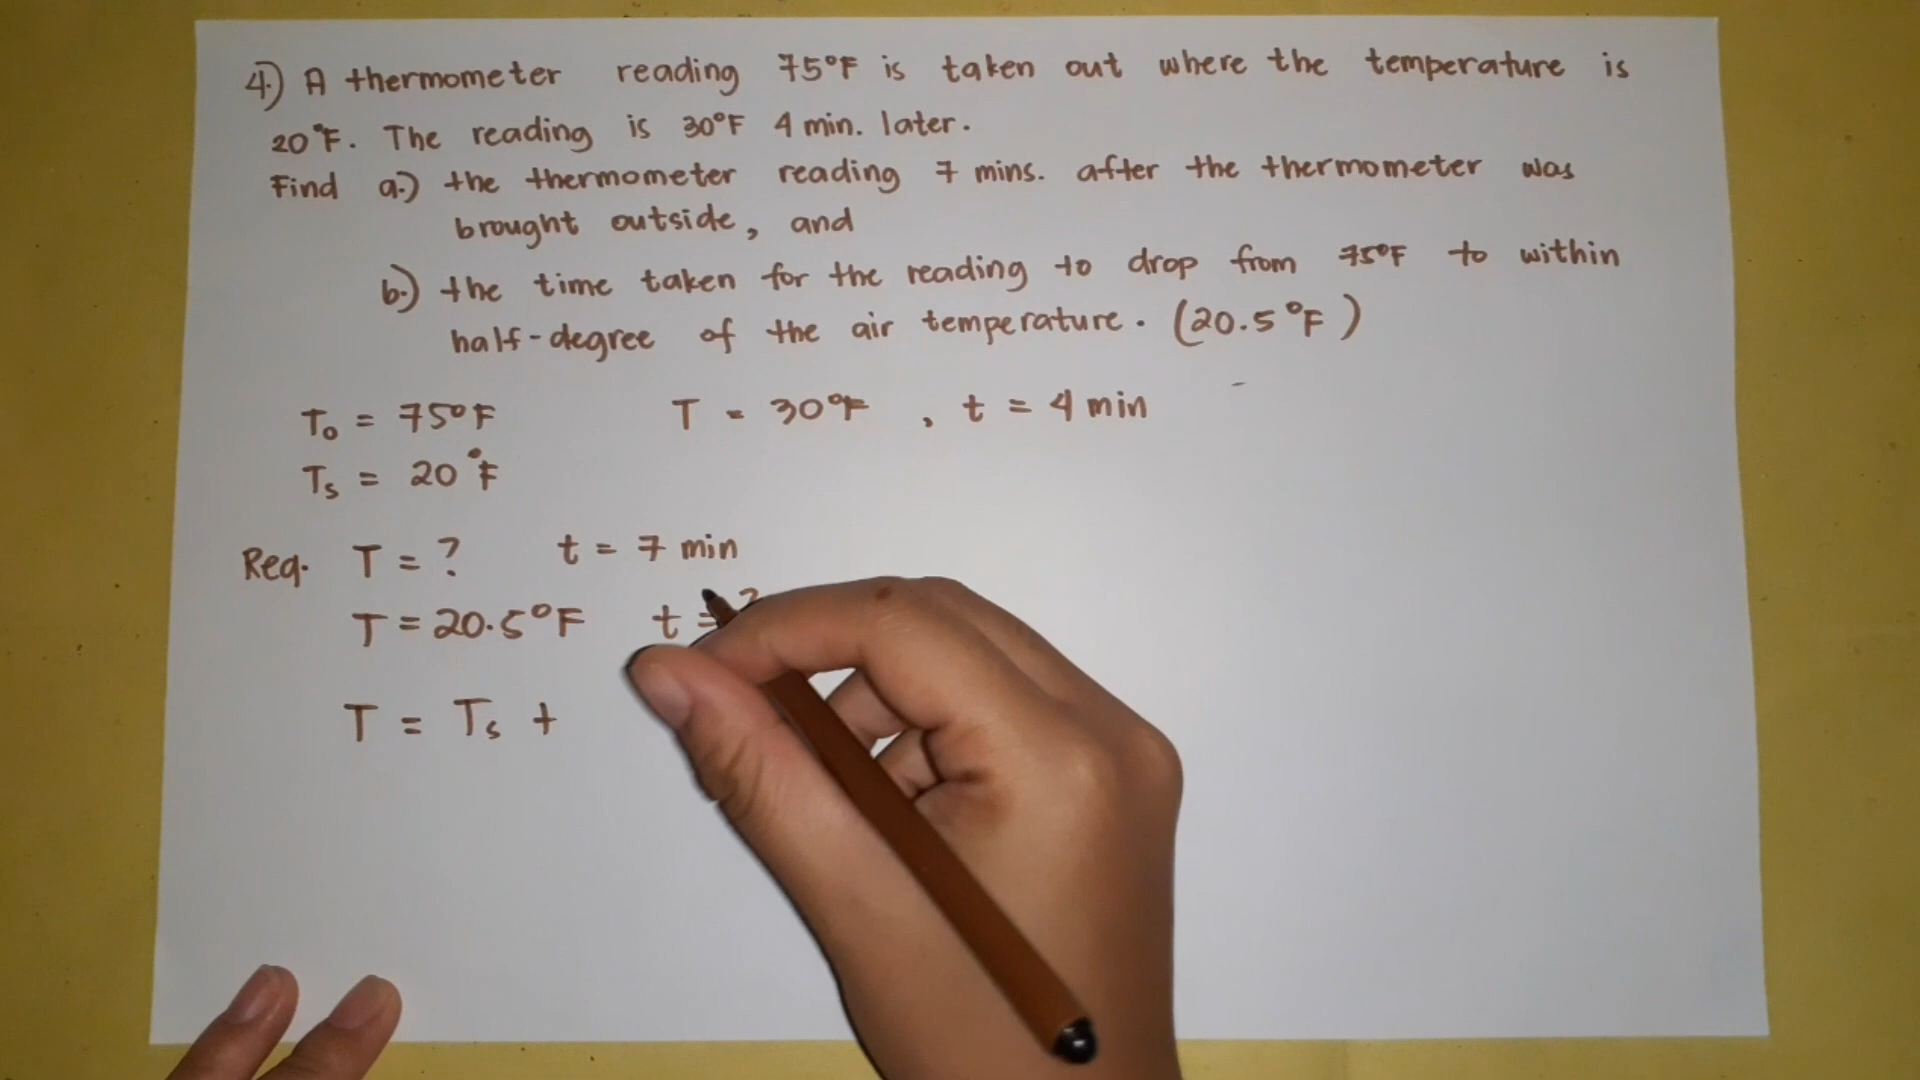 4.) A thermometer reading 75°F is taken out where the temperature is
20°F. The reading is 30°F 4 min. later.
Find a.) the thermometer reading 7 mins. after the thermometer was
brought outside, and
b.) the time taken for the reading to drop from 75°F to within
half-degree of the air temperature. (20.5°F)
T₀ = 75°F T = 30°F , t = 4 min
Tₛ = 20°F
Req. T = ? t = 7 min
T = 20.5°F t = ?
T = Tₛ +